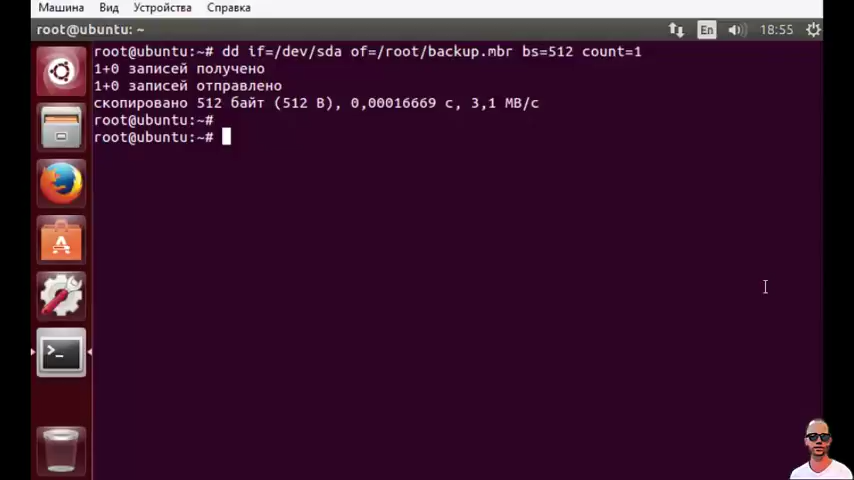 Машина Вид Устройства Справка
root@ubuntu: ~ En 18:55
root@ubuntu:~# dd if=/dev/sda of=/root/backup.mbr bs=512 count=1
1+0 записей получено
1+0 записей отправлено
скопировано 512 байт (512 B), 0,00016669 c, 3,1 MB/c
root@ubuntu:~#
root@ubuntu:~#